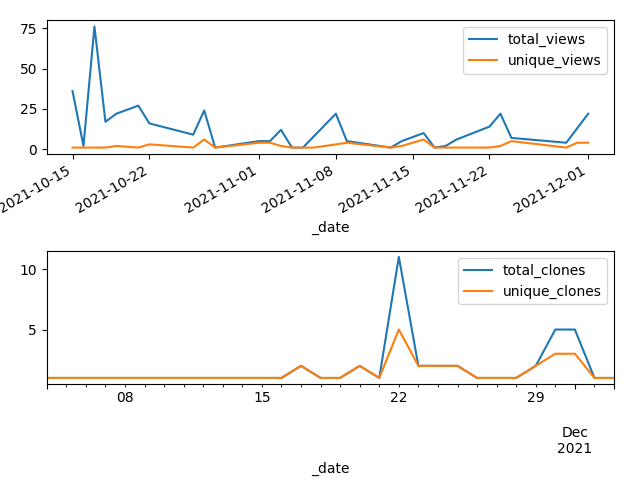 75
50
25
0
total_views
unique_views
2021-10-15
2021-10-22
2021-11-01
2021-11-08
2021-11-15
2021-11-22
2021-12-01
_date
10
5
total_clones
unique_clones
08
15
22
29
Dec
2021
_date